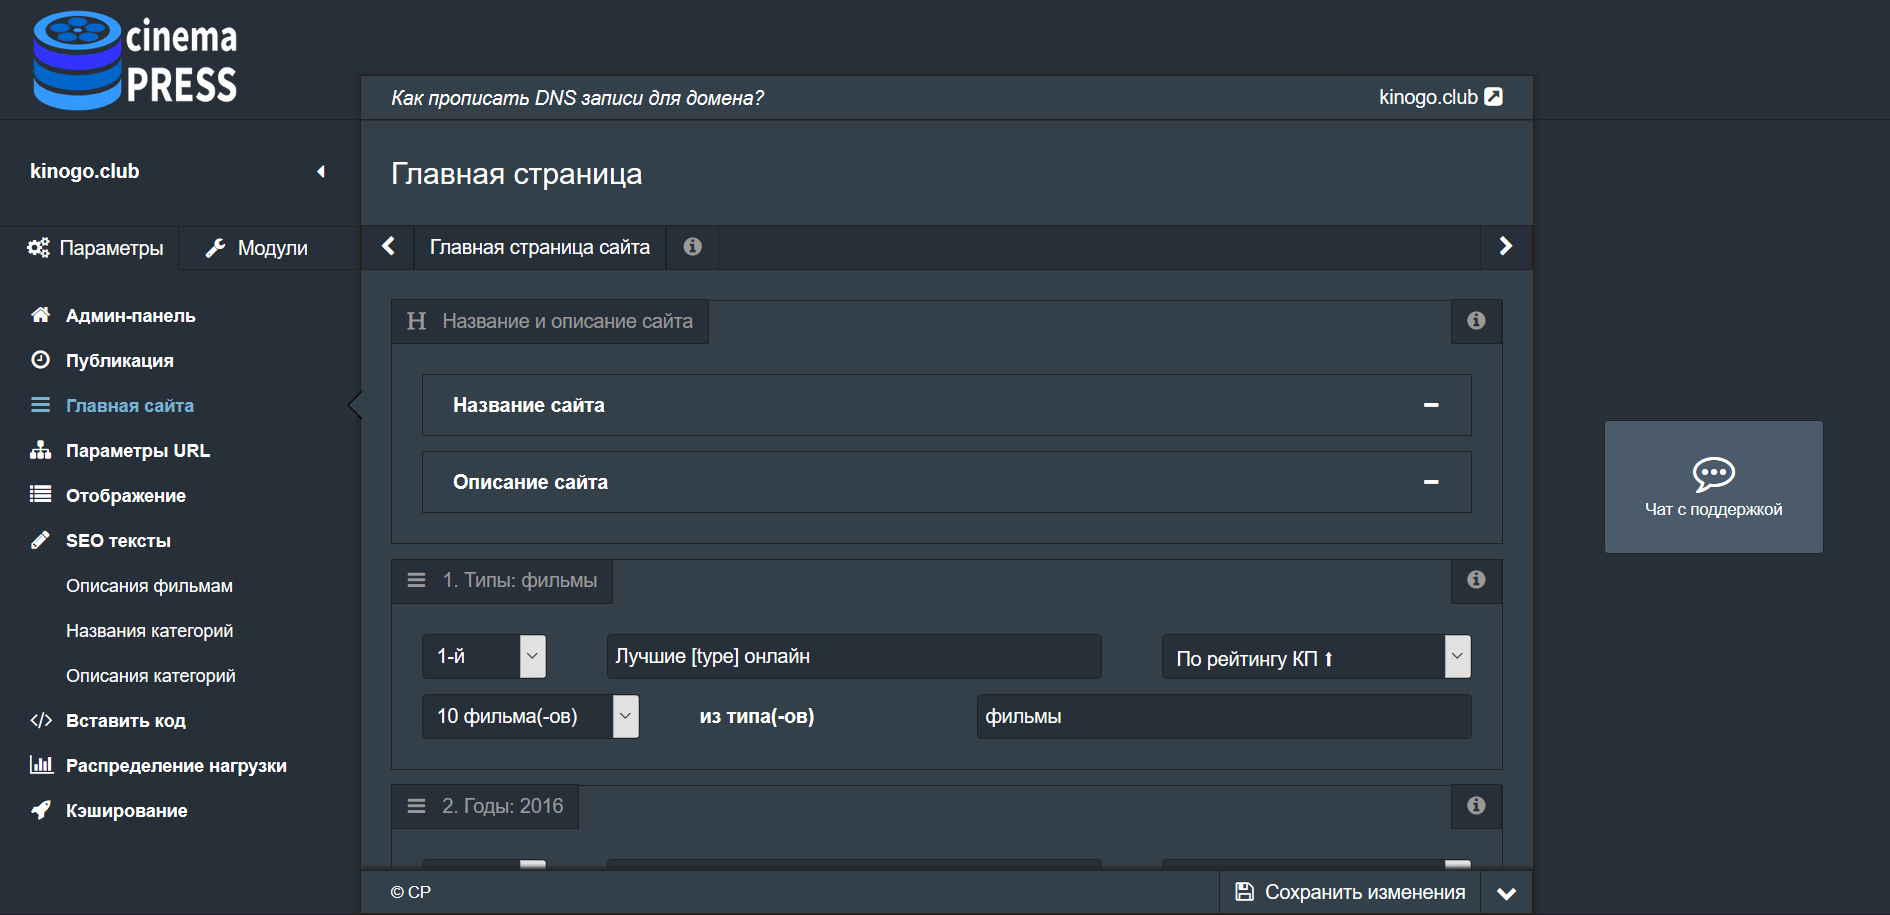 cinema
PRESS
Как прописать DNS записи для домена?
kinogo.club
kinogo.club
Главная страница
Параметры
Модули
Главная страница сайта
Админ-панель
Публикация
Главная сайта
Параметры URL
Отображение
SEO тексты
Описания фильмам
Названия категорий
Описания категорий
Вставить код
Распределение нагрузки
Кэширование
Название и описание сайта
Название сайта
Описание сайта
1. Типы: фильмы
1-й
Лучшие [type] онлайн
По рейтингу КП ⬆
10 фильма(-ов)
из типа(-ов)
фильмы
2. Годы: 2016
© CP
Сохранить изменения
Чат с поддержкой